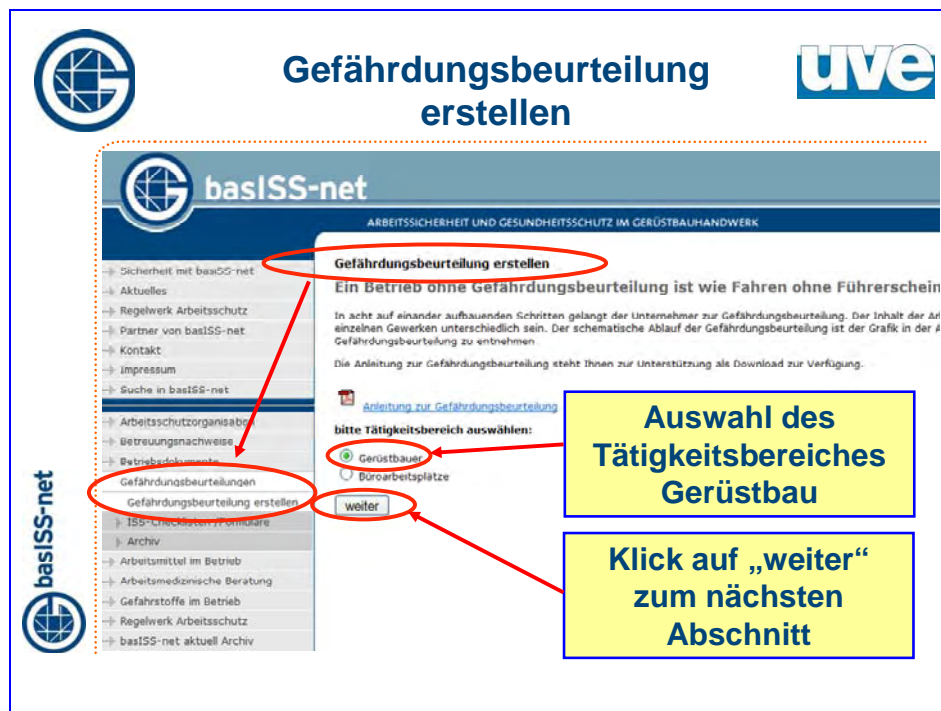 Gefährdungsbeurteilung
erstellen
uve
basISS-net
ARBEITSSICHERHEIT UND GESUNDHEITSSCHUTZ IM GERÜSTBAUHANDWERK
Sicherheit mit basISS-net
Aktuelles
Regelwerk Arbeitsschutz
Partner von basISS-net
Kontakt
Impressum
Suche in basISS-net
Arbeitsschutzorganisation
Betreuungsnachweise
Betriebsdokumente
Gefährdungsbeurteilungen
Gefährdungsbeurteilung erstellen
ISS-Checklisten /Formulare
Archiv
Arbeitsmittel im Betrieb
Arbeitsmedizinische Beratung
Gefahrstoffe im Betrieb
Regelwerk Arbeitsschutz
basISS-net aktuell Archiv
Gefährdungsbeurteilung erstellen
Ein Betrieb ohne Gefährdungsbeurteilung ist wie Fahren ohne Führerschein
In acht auf einander aufbauenden Schritten gelangt der Unternehmer zur Gefährdungsbeurteilung. Der Inhalt der
einzelnen Gewerken unterschiedlich sein. Der schematische Ablauf der Gefährdungsbeurteilung ist der Grafik in der
Gefährdungsbeurteilung zu entnehmen
Die Anleitung zur Gefährdungsbeurteilung steht Ihnen zur Unterstützung als Download zur Verfügung.
Anleitung zur Gefährdungsbeurteilung
bitte Tätigkeitsbereich auswählen:
Gerüstbauer
Büroarbeitsplätze
weiter
Auswahl des
Tätigkeitsbereiches
Gerüstbau
Klick auf „weiter“
zum nächsten
Abschnitt
basISS-net